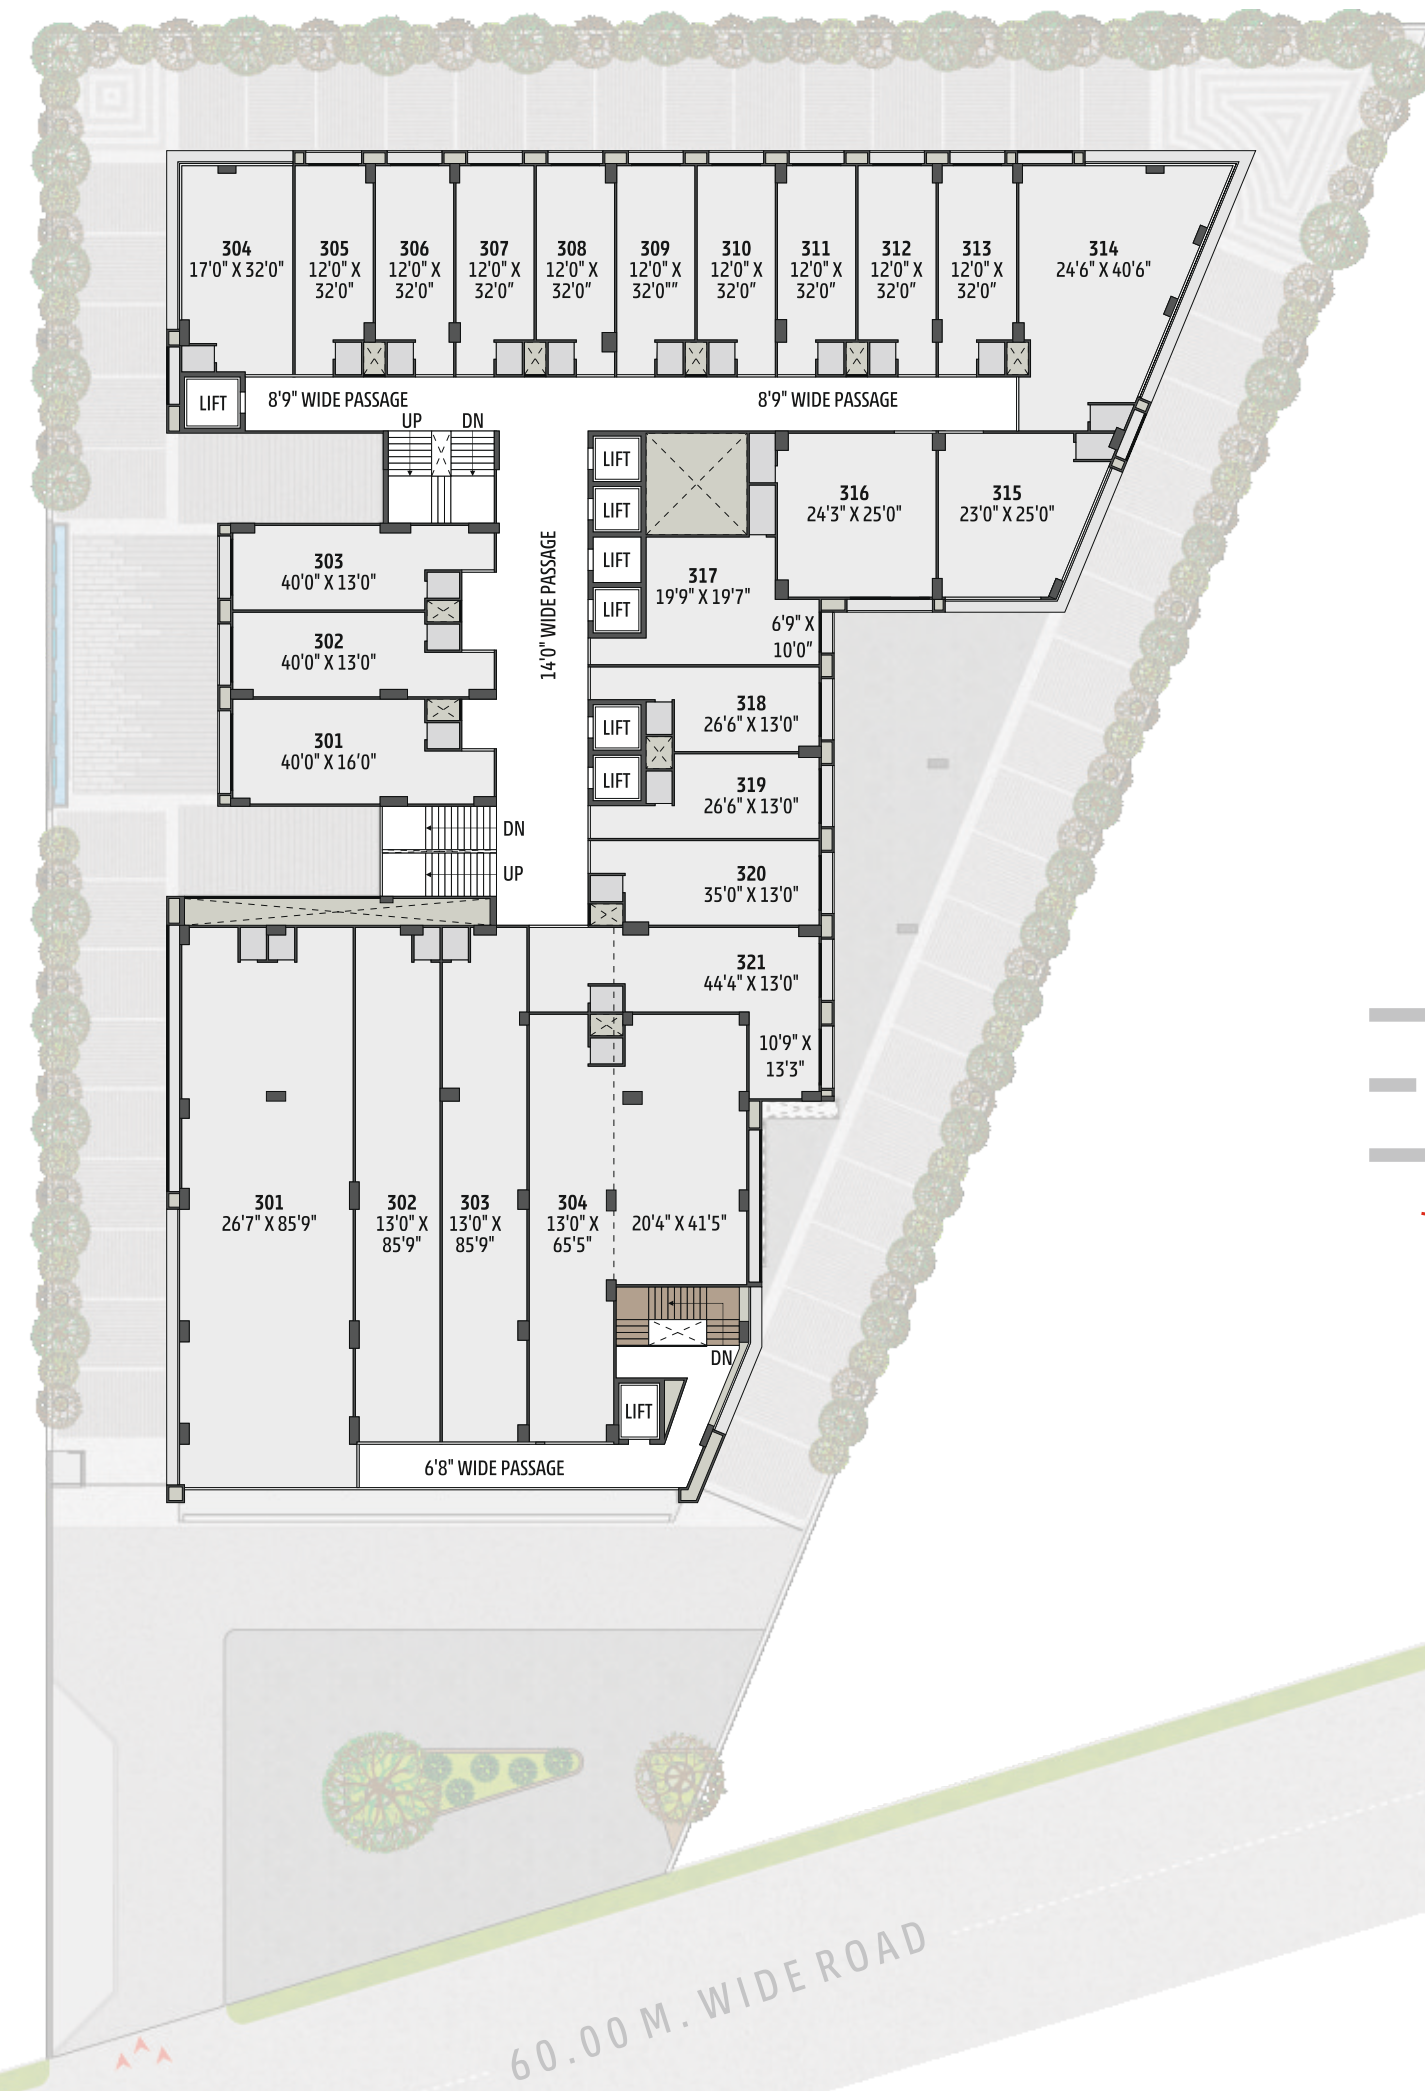 304
17'0" X 32'0"
305
12'0" X
32'0"
306
12'0" X
32'0"
307
12'0" X
32'0"
308
12'0" X
32'0"
309
12'0" X
32'0""
310
12'0" X
32'0"
311
12'0" X
32'0"
312
12'0" X
32'0"
313
12'0" X
32'0"
314
24'6" X 40'6"
LIFT
8'9" WIDE PASSAGE
8'9" WIDE PASSAGE
UP
DN
LIFT
LIFT
LIFT
LIFT
316
24'3" X 25'0"
315
23'0" X 25'0"
303
40'0" X 13'0"
14'0" WIDE PASSAGE
317
19'9" X 19'7"
6'9" X
10'0"
302
40'0" X 13'0"
318
26'6" X 13'0"
301
40'0" X 16'0"
LIFT
LIFT
319
26'6" X 13'0"
DN
UP
320
35'0" X 13'0"
321
44'4" X 13'0"
10'9" X
13'3"
301
26'7" X 85'9"
302
13'0" X
85'9"
303
13'0" X
85'9"
304
13'0" X
65'5"
20'4" X 41'5"
DN
LIFT
6'8" WIDE PASSAGE
60.00 M. WIDE ROAD